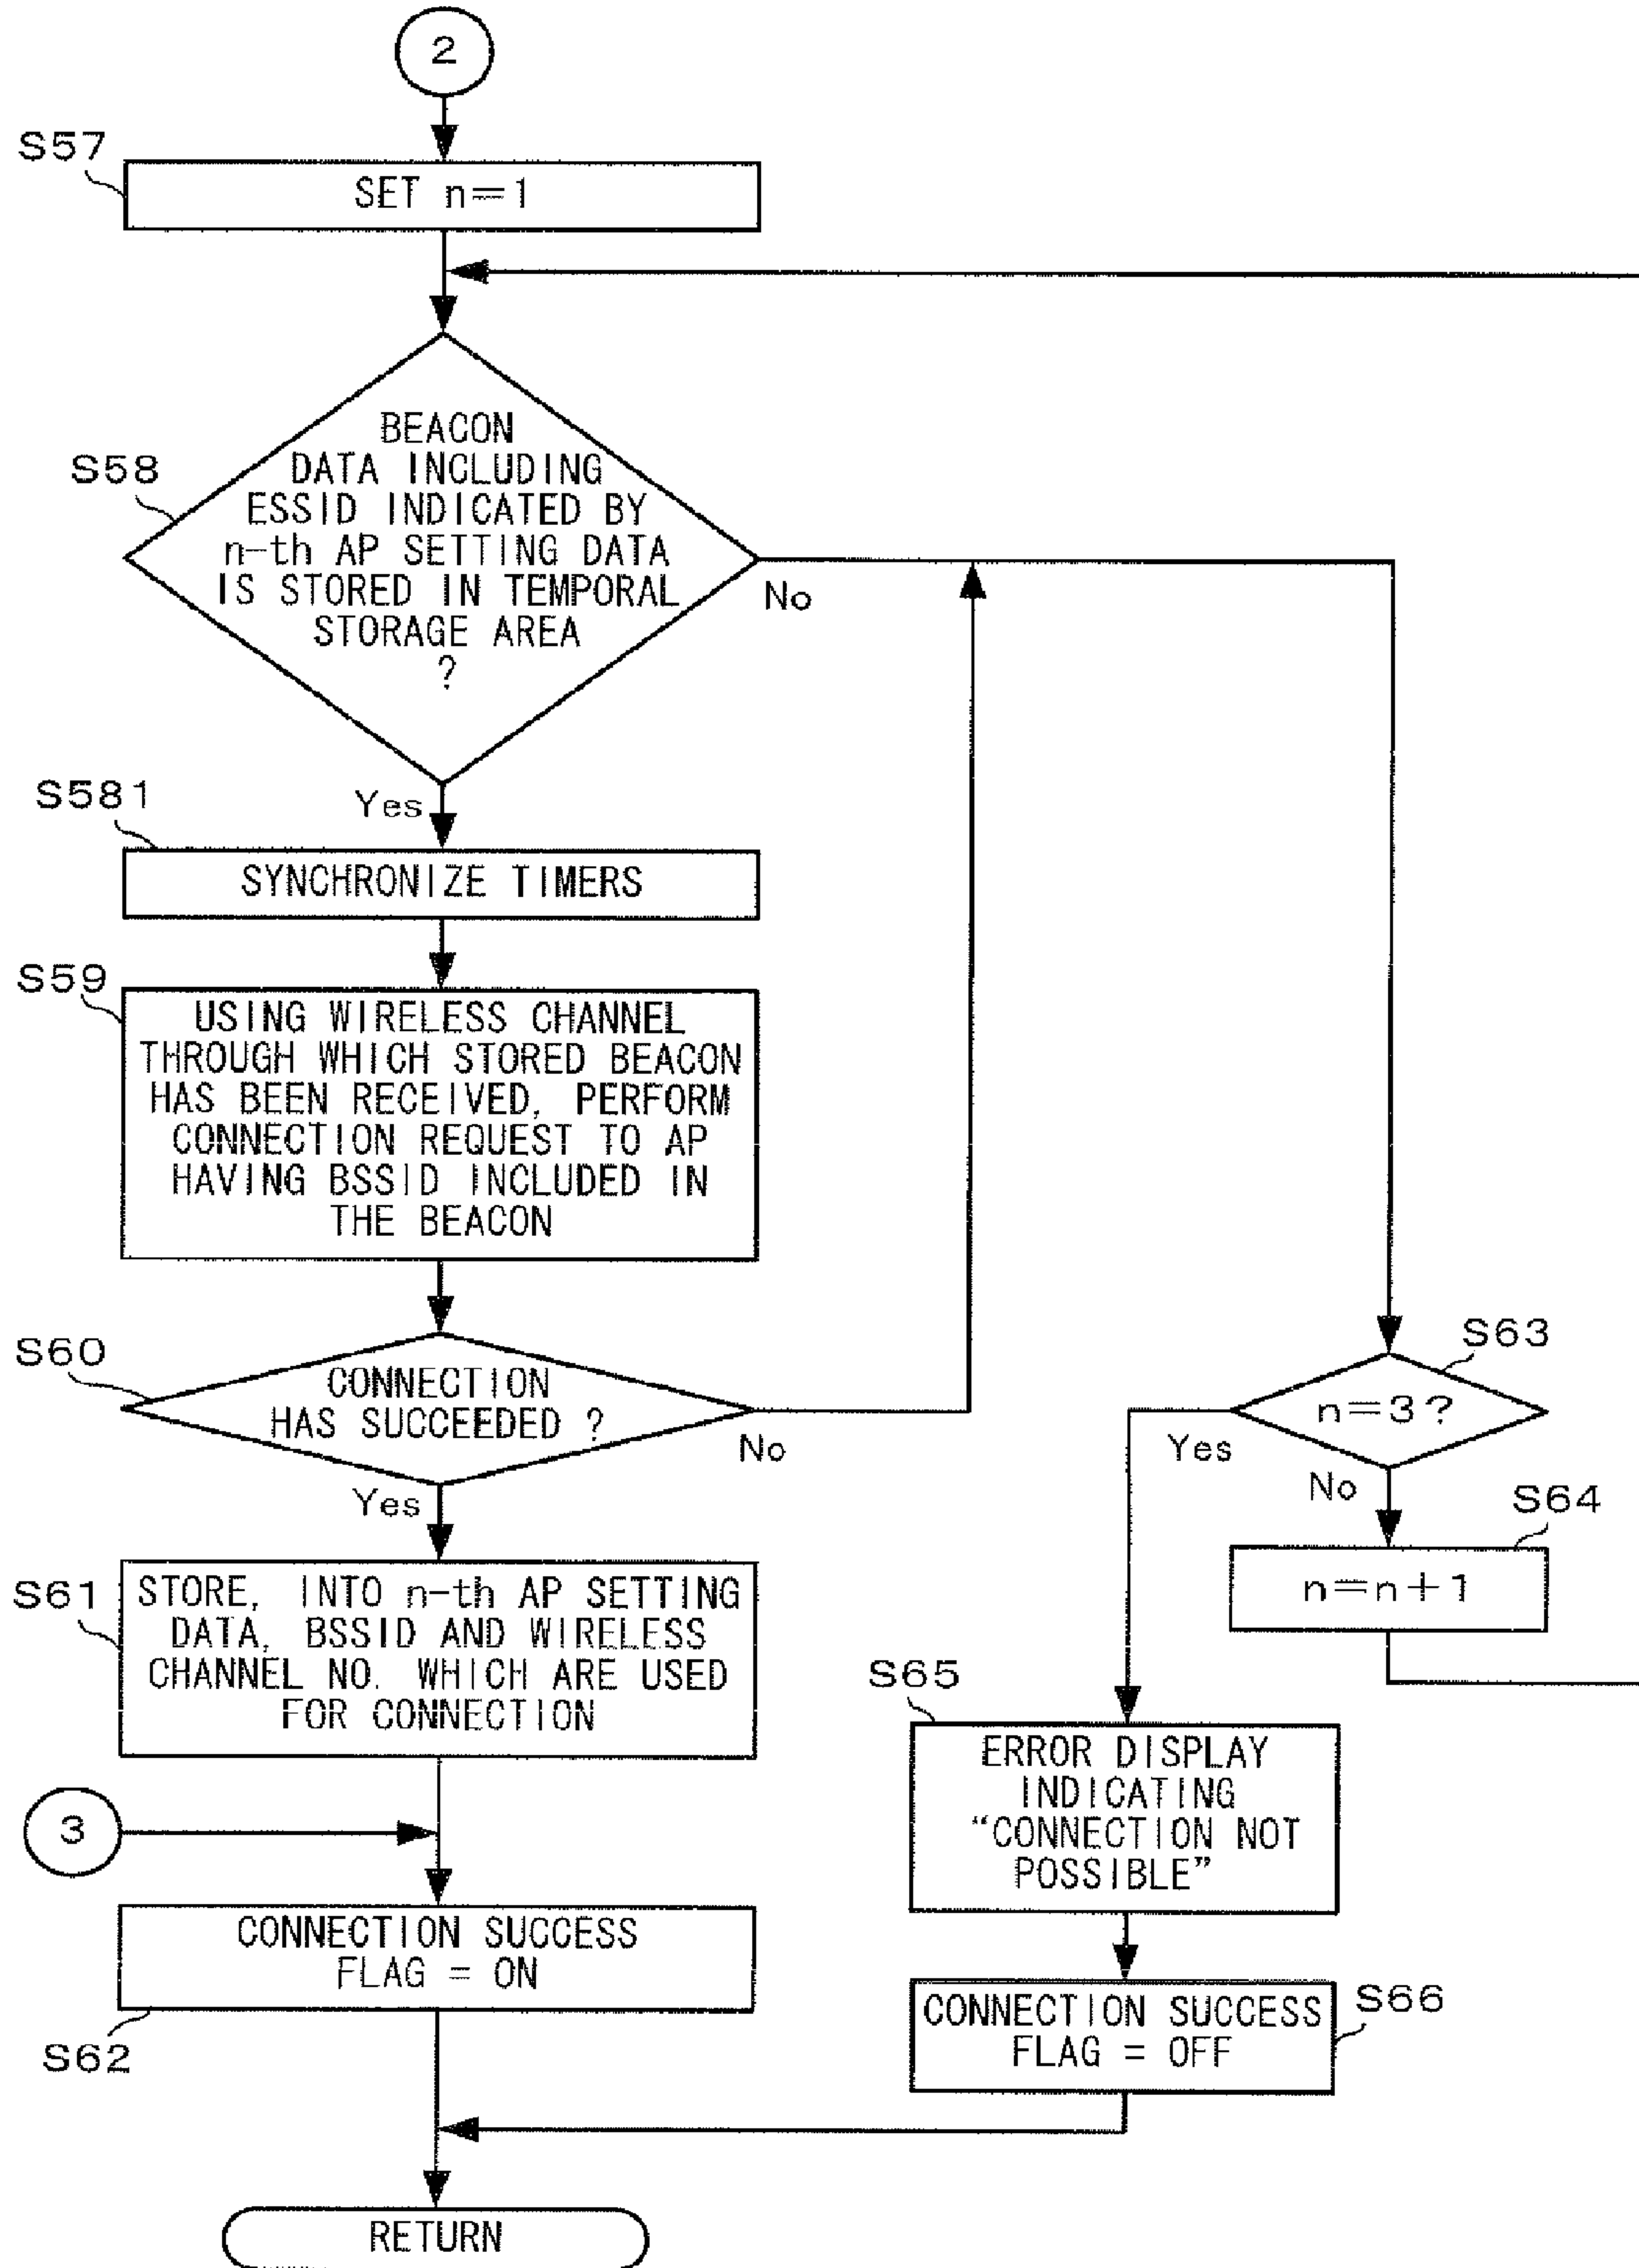 2
S57
SET n=1
S58
BEACON
DATA INCLUDING
ESSID INDICATED BY
n-th AP SETTING DATA
IS STORED IN TEMPORAL
STORAGE AREA
?
No
Yes
S581
SYNCHRONIZE TIMERS
S59
USING WIRELESS CHANNEL
THROUGH WHICH STORED BEACON
HAS BEEN RECEIVED, PERFORM
CONNECTION REQUEST TO AP
HAVING BSSID INCLUDED IN
THE BEACON
S60
CONNECTION
HAS SUCCEEDED ?
No
Yes
S63
n=3?
Yes
No
S64
n=n+1
S61
STORE, INTO n-th AP SETTING
DATA, BSSID AND WIRELESS
CHANNEL NO. WHICH ARE USED
FOR CONNECTION
S65
ERROR DISPLAY
INDICATING
“CONNECTION NOT
POSSIBLE”
3
CONNECTION SUCCESS
FLAG = ON
S62
CONNECTION SUCCESS
FLAG = OFF
S66
RETURN